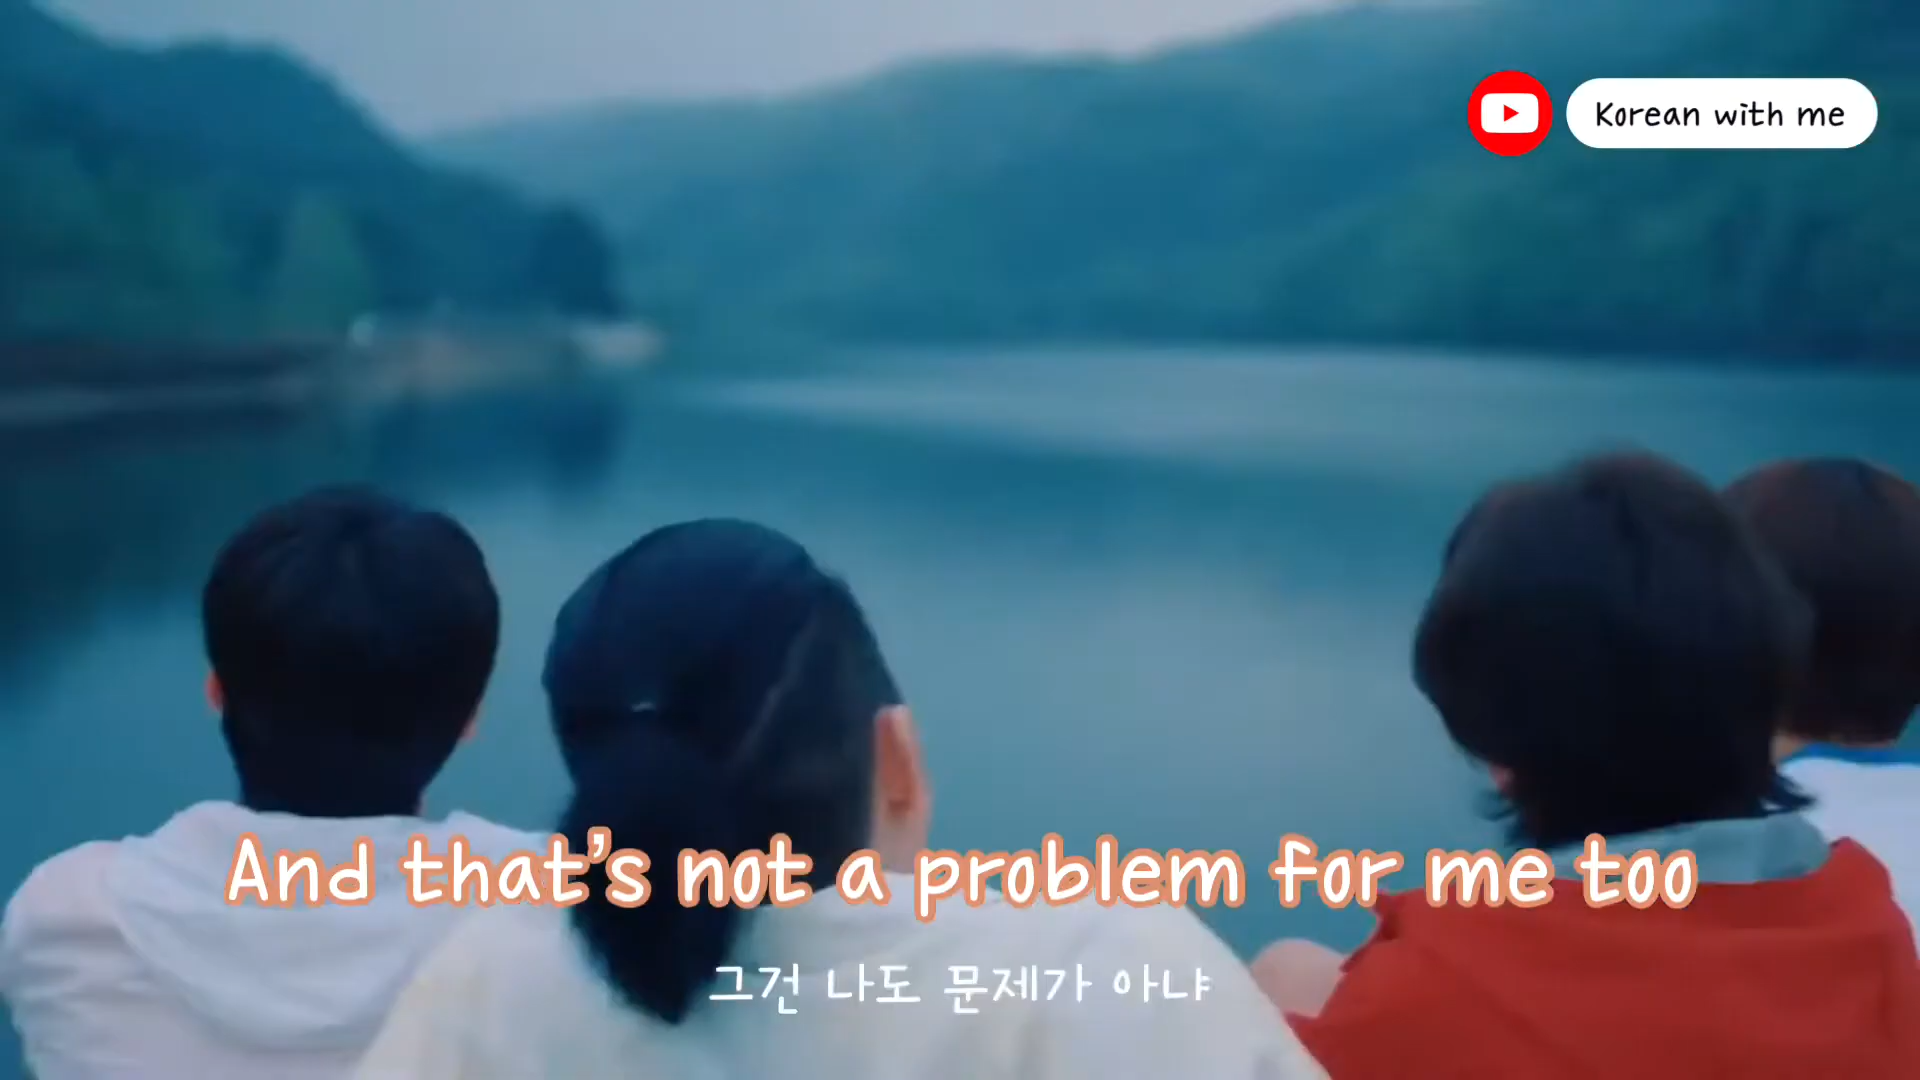 Korean with me
And that's not a problem for me too
그건 나도 문제가 아냐